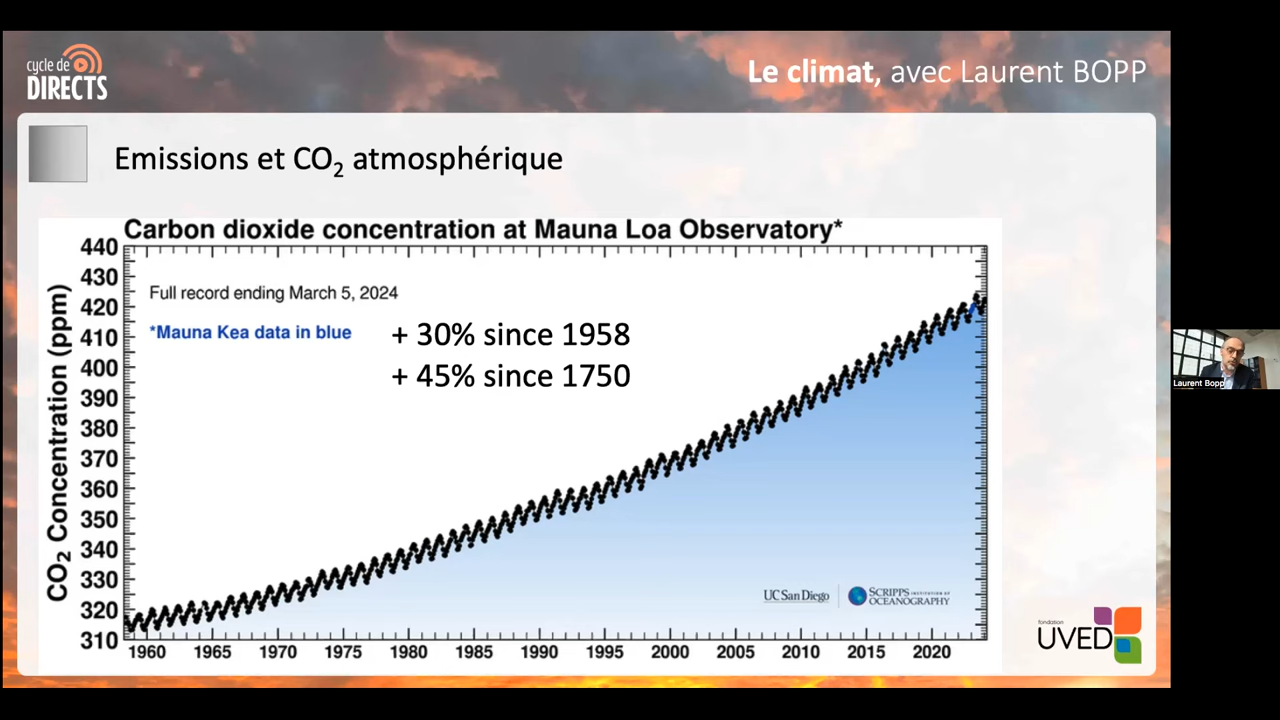 cycle de
DIRECTS
Le climat, avec Laurent BOPP
Emissions et CO₂ atmosphérique
Carbon dioxide concentration at Mauna Loa Observatory*
Full record ending March 5, 2024
*Mauna Kea data in blue
+ 30% since 1958
+ 45% since 1750
CO₂ Concentration (ppm)
440
430
420
410
400
390
380
370
360
350
340
330
320
310
1960 1965 1970 1975 1980 1985 1990 1995 2000 2005 2010 2015 2020
UC San Diego
SCRIPPS INSTITUTION OF
OCEANOGRAPHY
fondation
UVED
Laurent Bopp